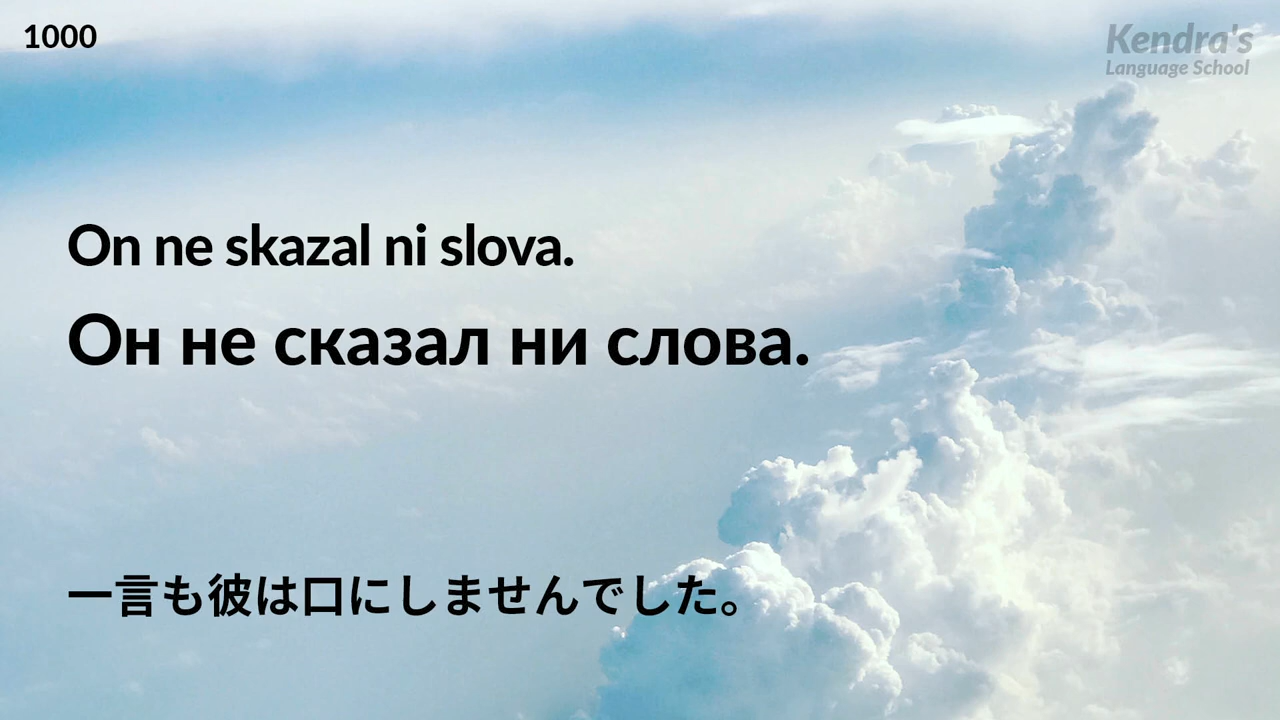 1000
Kendra's
Language School
On ne skazal ni slova.
Он не сказал ни слова.
一言も彼は口にしませんでした。